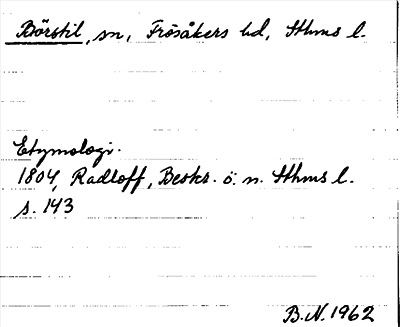 Börstil, sn, Frösåkers hd, Sthms l.
Etymologi.
1804, Radloff, Beskr. ö. n. Sthms l.
s. 143
B.N. 1962